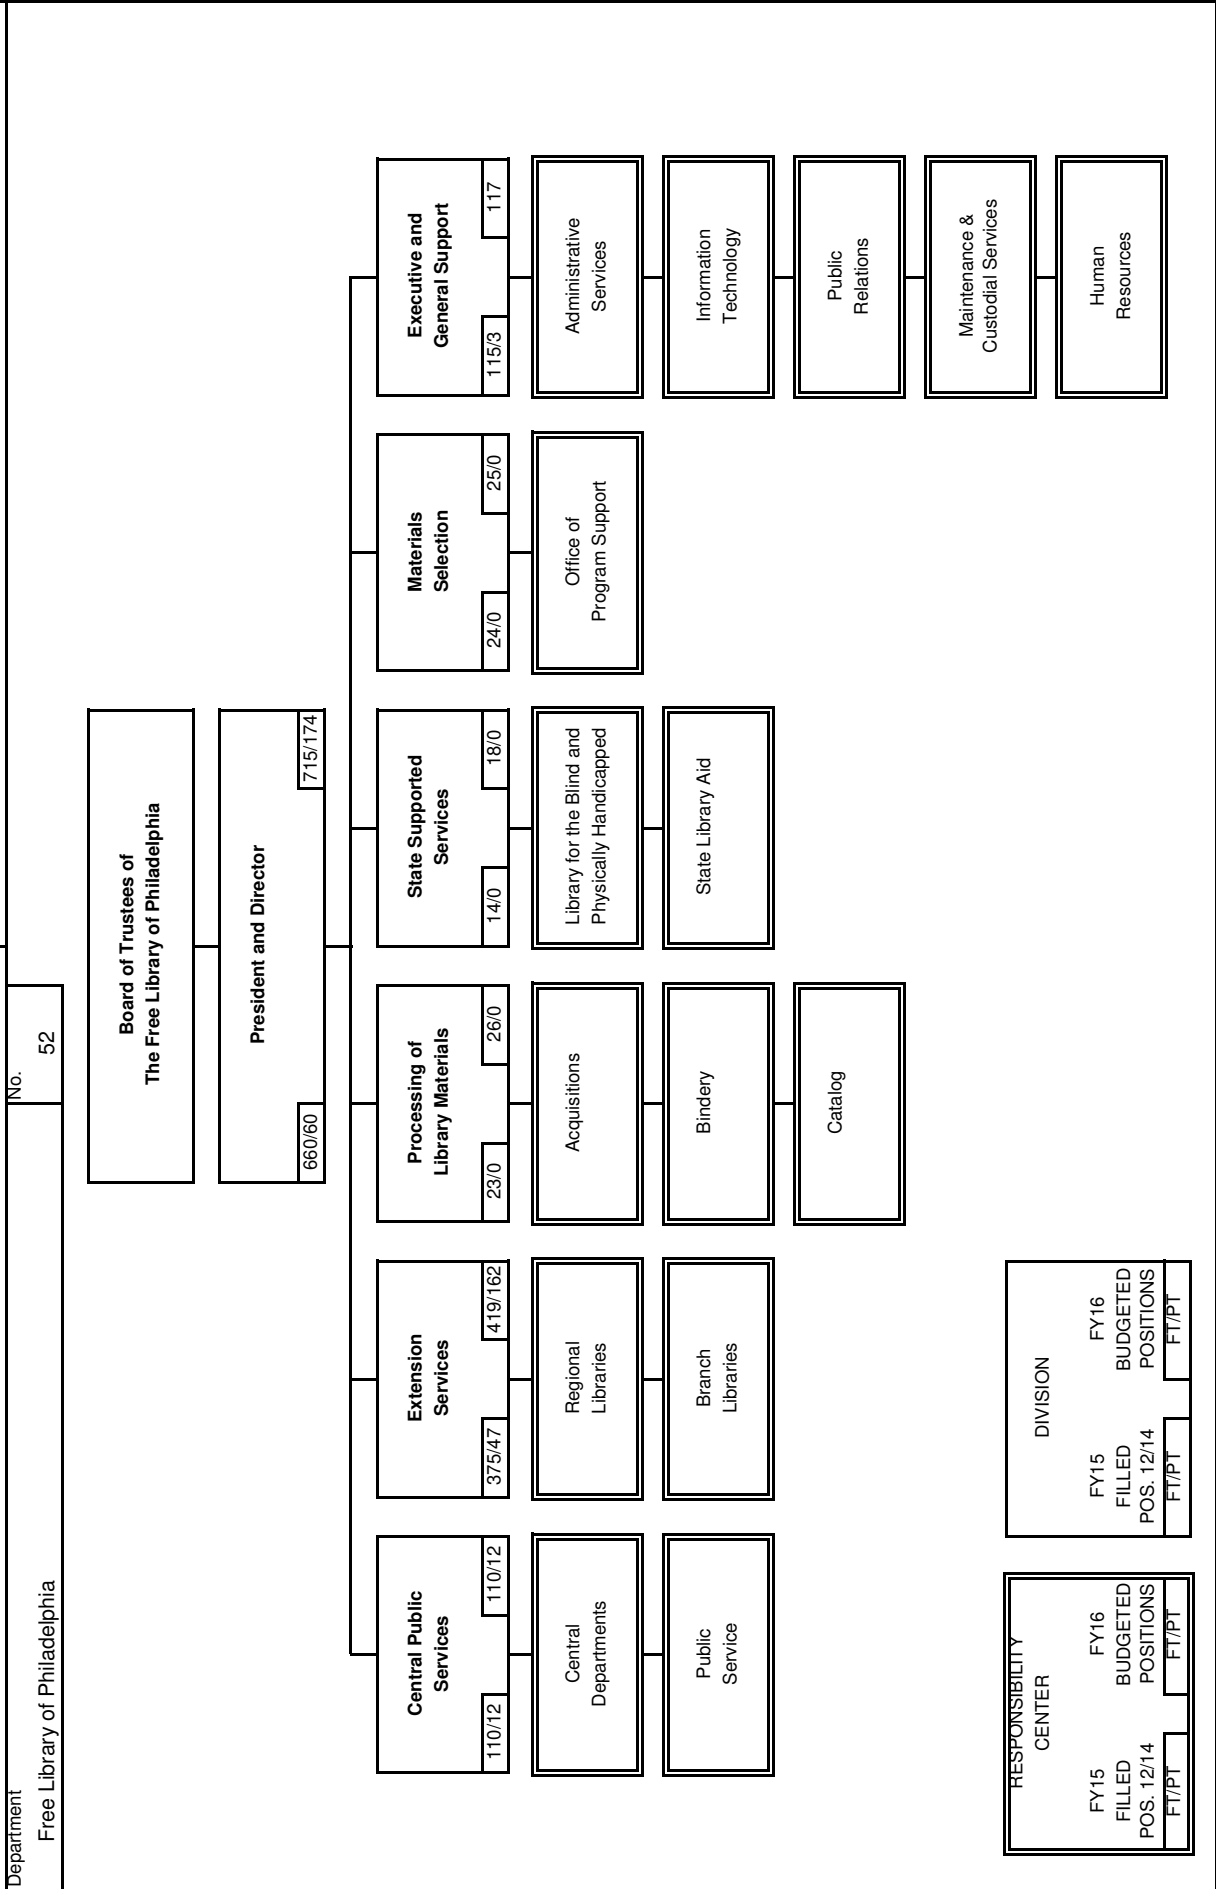 Department
No.
Free Library of Philadelphia
52
Board of Trustees of
The Free Library of Philadelphia
President and Director
660/60
715/174
Central Public
Services
110/12
110/12
Extension
Services
375/47
419/162
Processing of
Library Materials
23/0
26/0
State Supported
Services
14/0
18/0
Materials
Selection
24/0
25/0
Executive and
General Support
115/3
117
Central
Departments
Regional
Libraries
Acquisitions
Library for the Blind and
Physically Handicapped
Office of
Program Support
Administrative
Services
Public
Service
Branch
Libraries
Bindery
State Library Aid
Information
Technology
Catalog
Public
Relations
Maintenance &
Custodial Services
Human
Resources
RESPONSIBILITY
CENTER
FY15
FILLED
POS. 12/14
FT/PT
FY16
BUDGETED
POSITIONS
FT/PT
DIVISION
FY15
FILLED
POS. 12/14
FT/PT
FY16
BUDGETED
POSITIONS
FT/PT